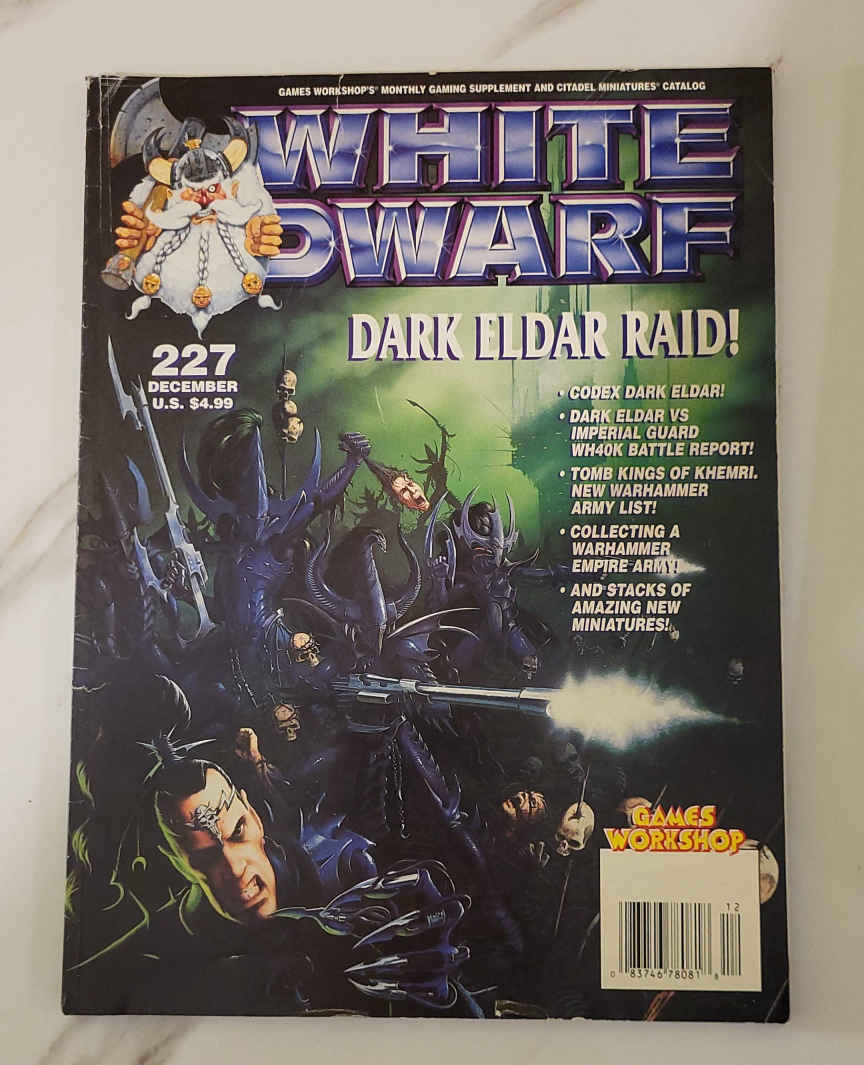 GAMES WORKSHOP'S® MONTHLY GAMING SUPPLEMENT AND CITADEL MINIATURES® CATALOG
WHITE
DWARF
DARK ELDAR RAID!
227
DECEMBER
U.S. $4.99
• CODEX DARK ELDAR!
• DARK ELDAR VS
IMPERIAL GUARD
WH40K BATTLE REPORT!
• TOMB KINGS OF KHEMRI.
NEW WARHAMMER
ARMY LIST!
• COLLECTING A
WARHAMMER
EMPIRE ARMY!
• AND STACKS OF
AMAZING NEW
MINIATURES!
GAMES
WORKSHOP
12
0 83746 78081 8